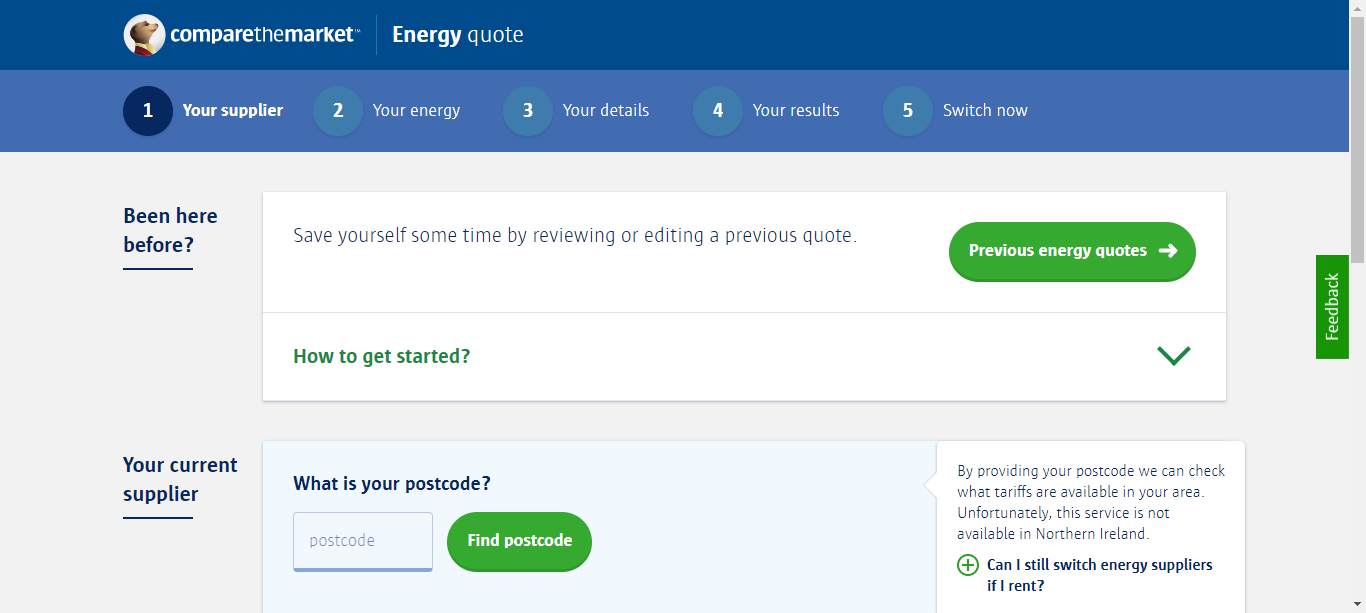 comparethemarket™
Energy quote
1 Your supplier
2 Your energy
3 Your details
4 Your results
5 Switch now
Been here
before?
Save yourself some time by reviewing or editing a previous quote.
Previous energy quotes
How to get started?
Feedback
Your current
supplier
What is your postcode?
postcode
Find postcode
By providing your postcode we can check
what tariffs are available in your area.
Unfortunately, this service is not
available in Northern Ireland.
Can I still switch energy suppliers
if I rent?